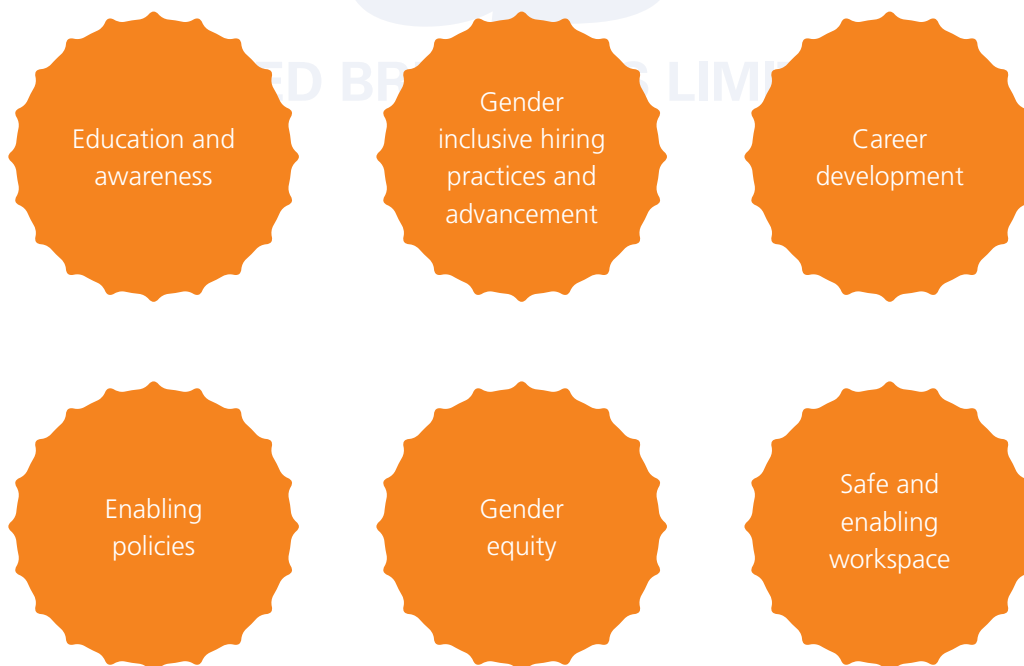 Education and
awareness
Gender
inclusive hiring
practices and
advancement
Career
development
Enabling
policies
Gender
equity
Safe and
enabling
workspace